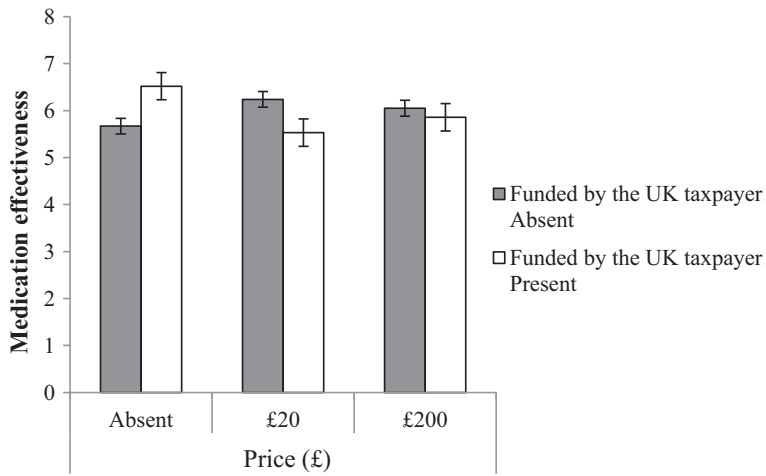 8
7
6
5
4
3
2
1
0
Medication effectiveness
Absent
£20
£200
Price (£)
Funded by the UK taxpayer
Absent
Funded by the UK taxpayer
Present